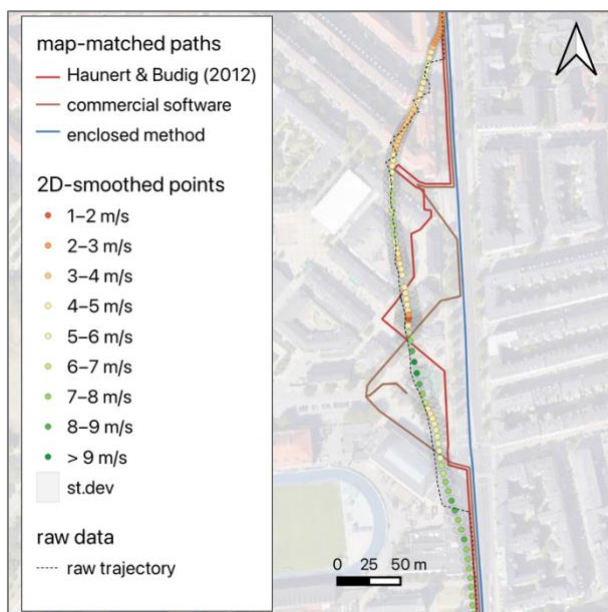 map-matched paths
Haunert & Budig (2012)
commercial software
enclosed method
2D-smoothed points
1–2 m/s
2–3 m/s
3–4 m/s
4–5 m/s
5–6 m/s
6–7 m/s
7–8 m/s
8–9 m/s
> 9 m/s
st.dev
raw data
raw trajectory
0 25 50 m